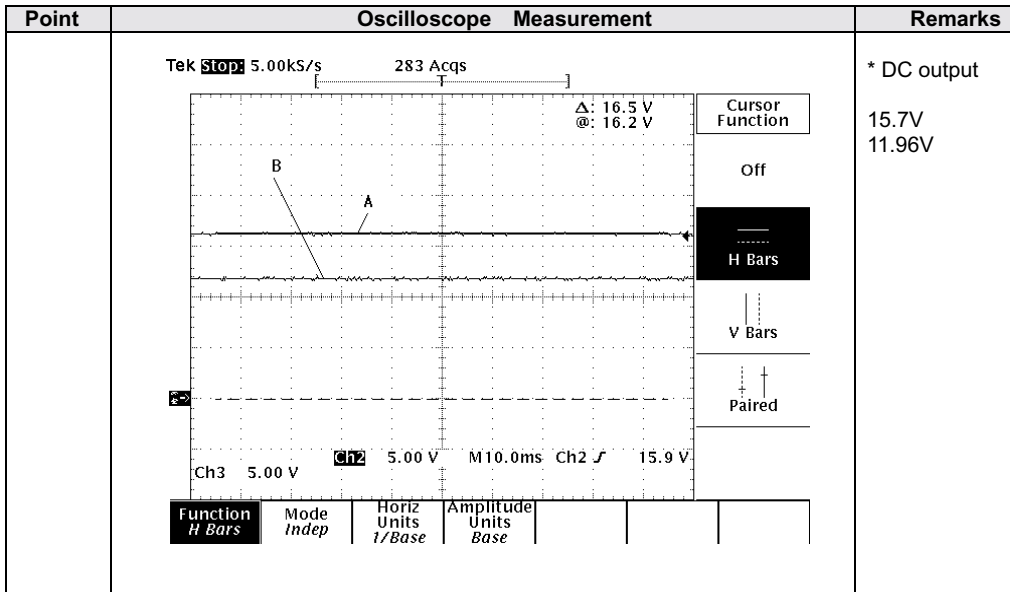 Point
Oscilloscope Measurement
Remarks
Tek Stop: 5.00kS/s 283 Acqs
T
Δ: 16.5 V
@: 16.2 V
B
A
Ch2 5.00 V M10.0ms Ch2 15.9 V
Ch3 5.00 V
Cursor
Function
Off
H Bars
V Bars
Paired
Function
H Bars
Mode
Indep
Horiz
Units
1/Base
Amplitude
Units
Base
* DC output
15.7V
11.96V